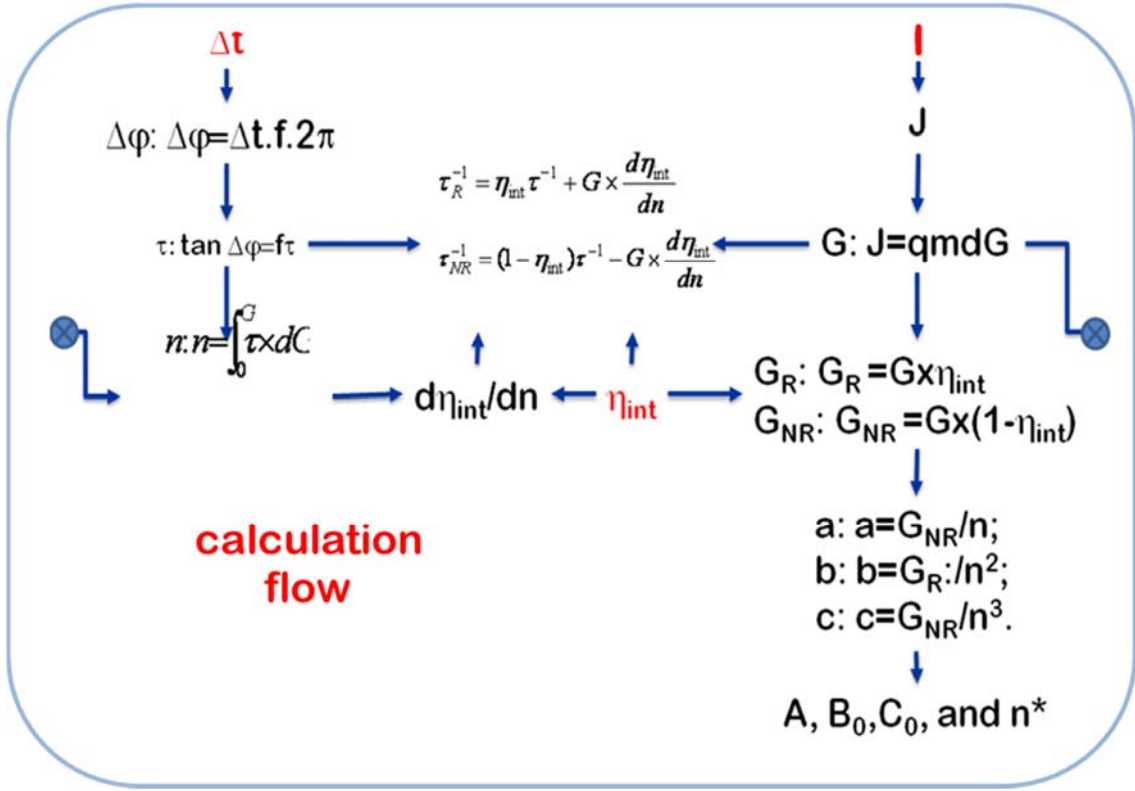 Δt
Δφ: Δφ=Δt.f.2π
τ: tan Δφ=fτ
n: n=∫₀ᴳ τ×dG
τ_R⁻¹ = η_int τ⁻¹ + G × dη_int/dn
τ_NR⁻¹ = (1 − η_int)τ⁻¹ − G × dη_int/dn
dη_int/dn
η_int
I
J
G: J=qmdG
G_R: G_R =Gxη_int
G_NR: G_NR =Gx(1-η_int)
a: a=G_NR/n;
b: b=G_R:/n²;
c: c=G_NR/n³.
A, B₀,C₀, and n*
calculation
flow